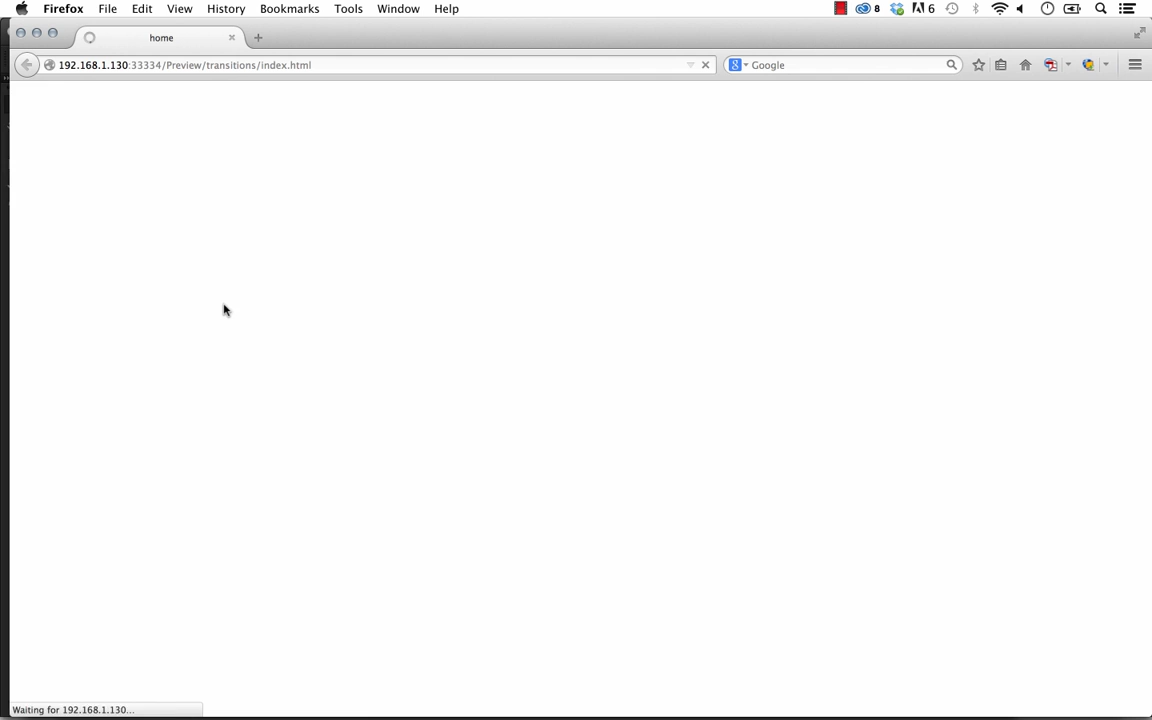 Firefox File Edit View History Bookmarks Tools Window Help 8 6
home
192.168.1.130:33334/Preview/transitions/index.html
8 Google
Waiting for 192.168.1.130...